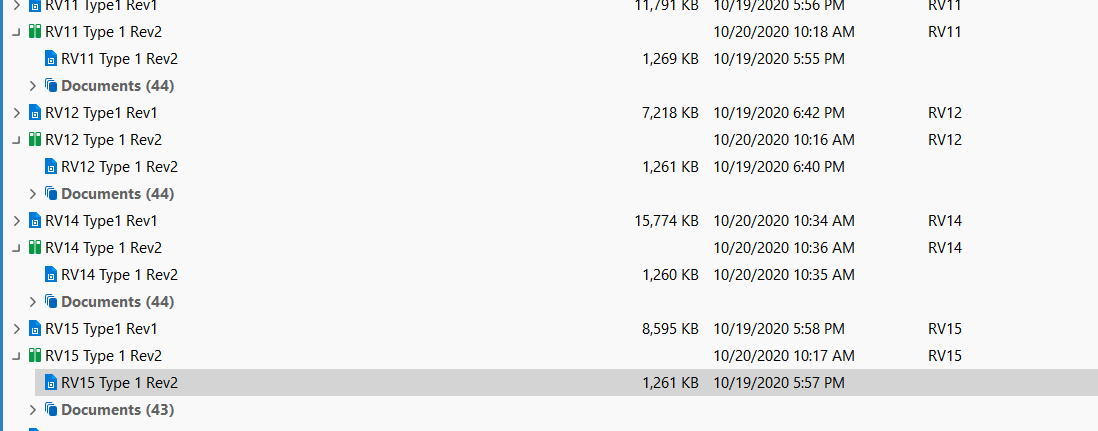 RV11 Type1 Rev1 11,791 KB 10/19/2020 5:56 PM RV11
RV11 Type 1 Rev2 10/20/2020 10:18 AM RV11
RV11 Type 1 Rev2 1,269 KB 10/19/2020 5:55 PM
Documents (44)
RV12 Type1 Rev1 7,218 KB 10/19/2020 6:42 PM RV12
RV12 Type 1 Rev2 10/20/2020 10:16 AM RV12
RV12 Type 1 Rev2 1,261 KB 10/19/2020 6:40 PM
Documents (44)
RV14 Type1 Rev1 15,774 KB 10/20/2020 10:34 AM RV14
RV14 Type 1 Rev2 10/20/2020 10:36 AM RV14
RV14 Type 1 Rev2 1,260 KB 10/20/2020 10:35 AM
Documents (44)
RV15 Type1 Rev1 8,595 KB 10/19/2020 5:58 PM RV15
RV15 Type 1 Rev2 10/20/2020 10:17 AM RV15
RV15 Type 1 Rev2 1,261 KB 10/19/2020 5:57 PM
Documents (43)